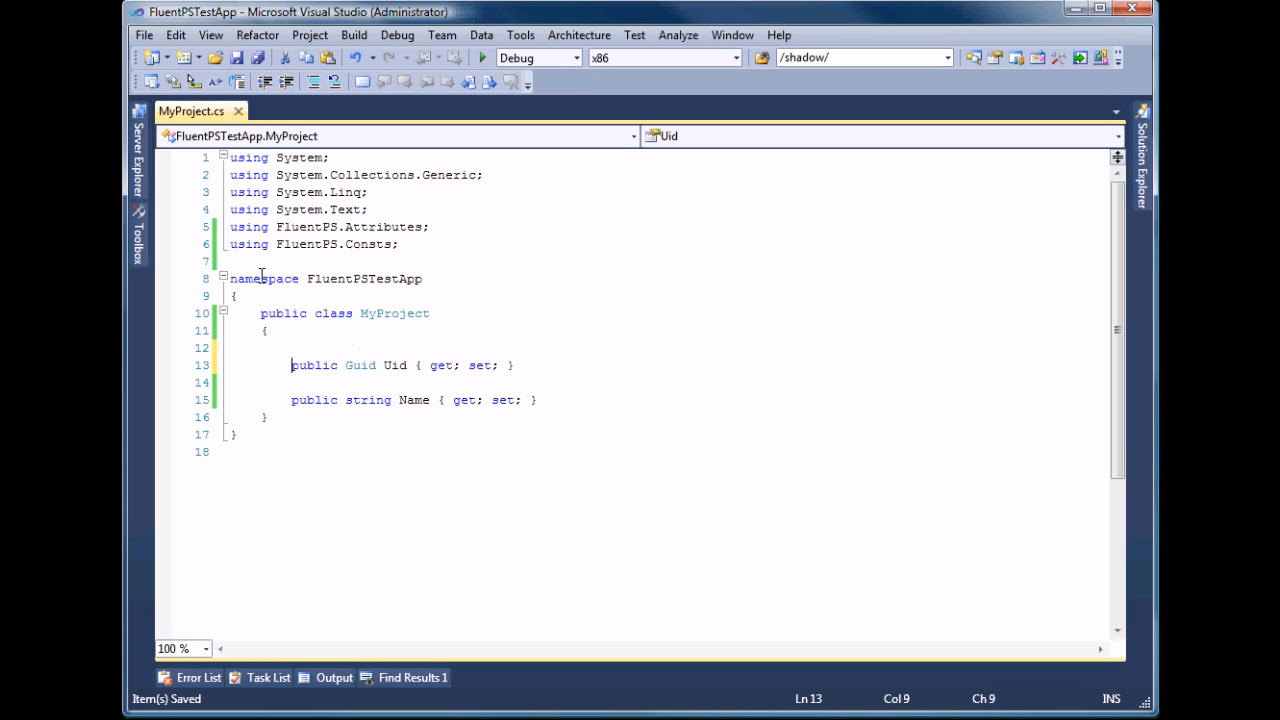 FluentPSTestApp - Microsoft Visual Studio (Administrator)
File Edit View Refactor Project Build Debug Team Data Tools Architecture Test Analyze Window Help
Debug x86 /shadow/
MyProject.cs
FluentPSTestApp.MyProject Uid
Server Explorer
Toolbox
Solution Explorer
1 using System;
2 using System.Collections.Generic;
3 using System.Linq;
4 using System.Text;
5 using FluentPS.Attributes;
6 using FluentPS.Consts;
7
8 namespace FluentPSTestApp
9 {
10 public class MyProject
11 {
12
13 public Guid Uid { get; set; }
14
15 public string Name { get; set; }
16 }
17 }
18
100 %
Error List Task List Output Find Results 1
Item(s) Saved Ln 13 Col 9 Ch 9 INS